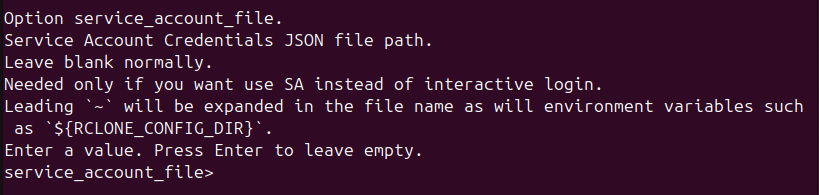 Option service_account_file.
Service Account Credentials JSON file path.
Leave blank normally.
Needed only if you want use SA instead of interactive login.
Leading `~` will be expanded in the file name as will environment variables such
 as `${RCLONE_CONFIG_DIR}`.
Enter a value. Press Enter to leave empty.
service_account_file>